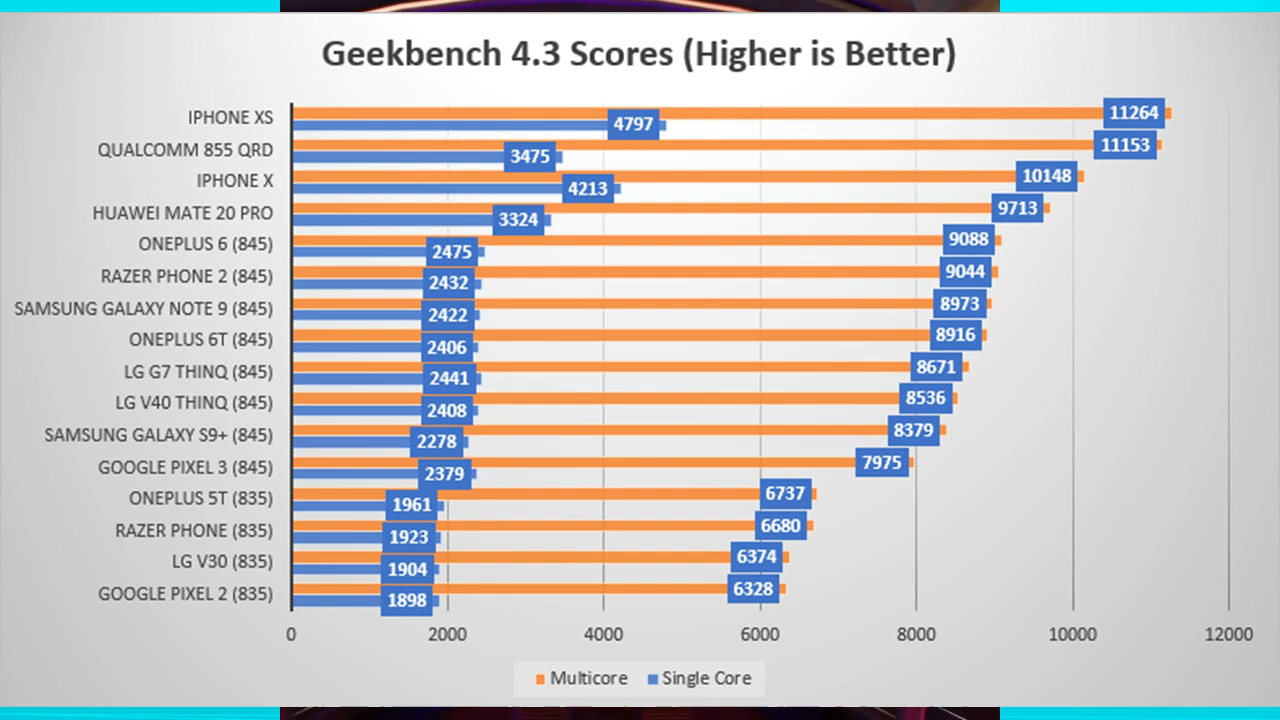 Geekbench 4.3 Scores (Higher is Better)
IPHONE XS
11264
4797
QUALCOMM 855 QRD
11153
3475
IPHONE X
10148
4213
HUAWEI MATE 20 PRO
9713
3324
ONEPLUS 6 (845)
9088
2475
RAZER PHONE 2 (845)
9044
2432
SAMSUNG GALAXY NOTE 9 (845)
8973
2422
ONEPLUS 6T (845)
8916
2406
LG G7 THINQ (845)
8671
2441
LG V40 THINQ (845)
8536
2408
SAMSUNG GALAXY S9+ (845)
8379
2278
GOOGLE PIXEL 3 (845)
7975
2379
ONEPLUS 5T (835)
6737
1961
RAZER PHONE (835)
6680
1923
LG V30 (835)
6374
1904
GOOGLE PIXEL 2 (835)
6328
1898
0 2000 4000 6000 8000 10000 12000
Multicore Single Core